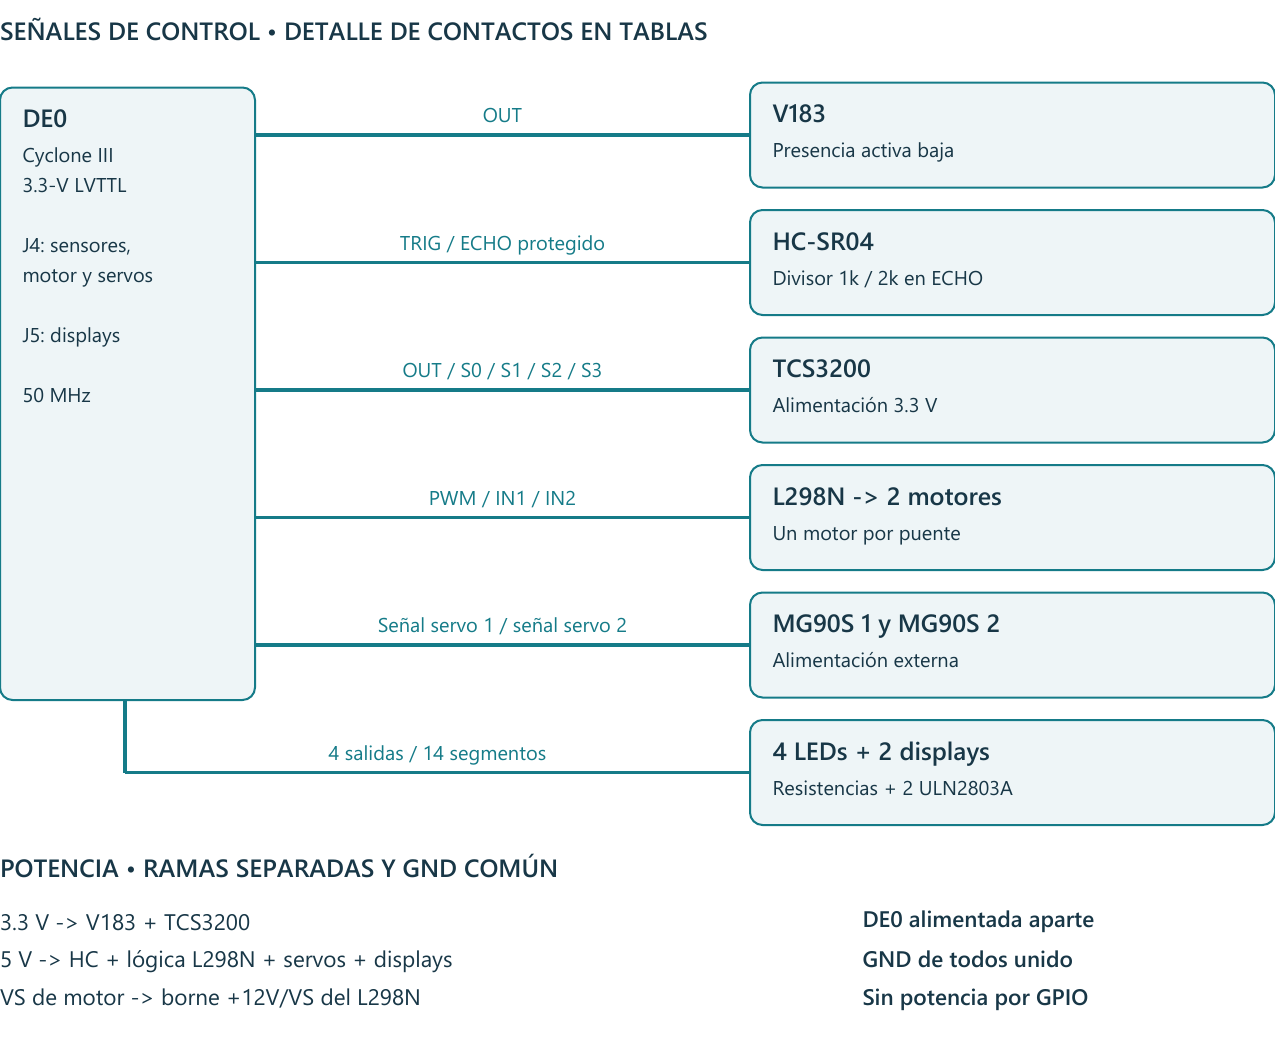 SEÑALES DE CONTROL • DETALLE DE CONTACTOS EN TABLAS
DE0
Cyclone III
3.3-V LVTTL
J4: sensores,
motor y servos
J5: displays
50 MHz
OUT
V183
Presencia activa baja
TRIG / ECHO protegido
HC-SR04
Divisor 1k / 2k en ECHO
OUT / S0 / S1 / S2 / S3
TCS3200
Alimentación 3.3 V
PWM / IN1 / IN2
L298N -> 2 motores
Un motor por puente
Señal servo 1 / señal servo 2
MG90S 1 y MG90S 2
Alimentación externa
4 salidas / 14 segmentos
4 LEDs + 2 displays
Resistencias + 2 ULN2803A
POTENCIA • RAMAS SEPARADAS Y GND COMÚN
3.3 V -> V183 + TCS3200
5 V -> HC + lógica L298N + servos + displays
VS de motor -> borne +12V/VS del L298N
DE0 alimentada aparte
GND de todos unido
Sin potencia por GPIO